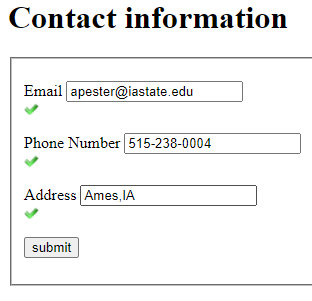 Contact information
Email apester@iastate.edu
Phone Number 515-238-0004
Address Ames,IA
submit